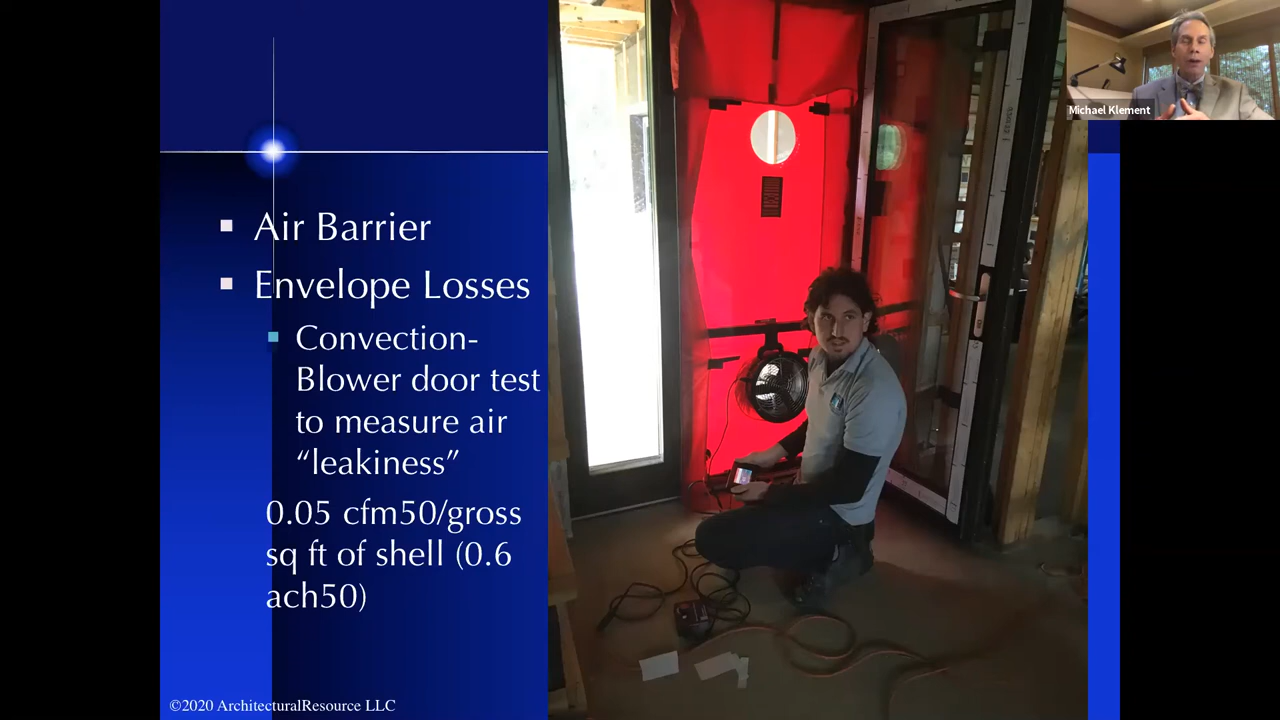 Michael Klement
Air Barrier
Envelope Losses
Convection-
Blower door test
to measure air
“leakiness”
0.05 cfm50/gross
sq ft of shell (0.6
ach50)
©2020 ArchitecturalResource LLC